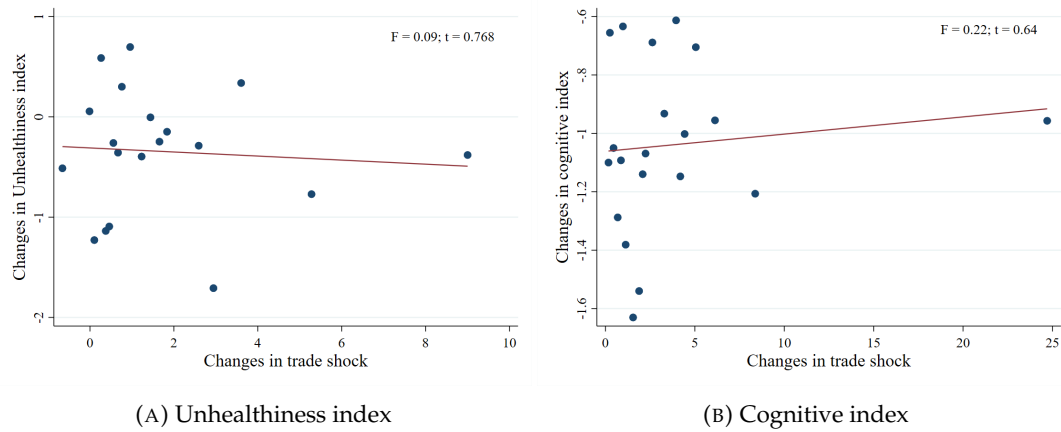 F = 0.09; t = 0.768
Changes in Unhealthiness index
1
0
-1
-2
0
2
4
6
8
10
Changes in trade shock
(A) Unhealthiness index
F = 0.22; t = 0.64
Changes in cognitive index
-.6
-.8
-1
-1.2
-1.4
-1.6
0
5
10
15
20
25
Changes in trade shock
(B) Cognitive index